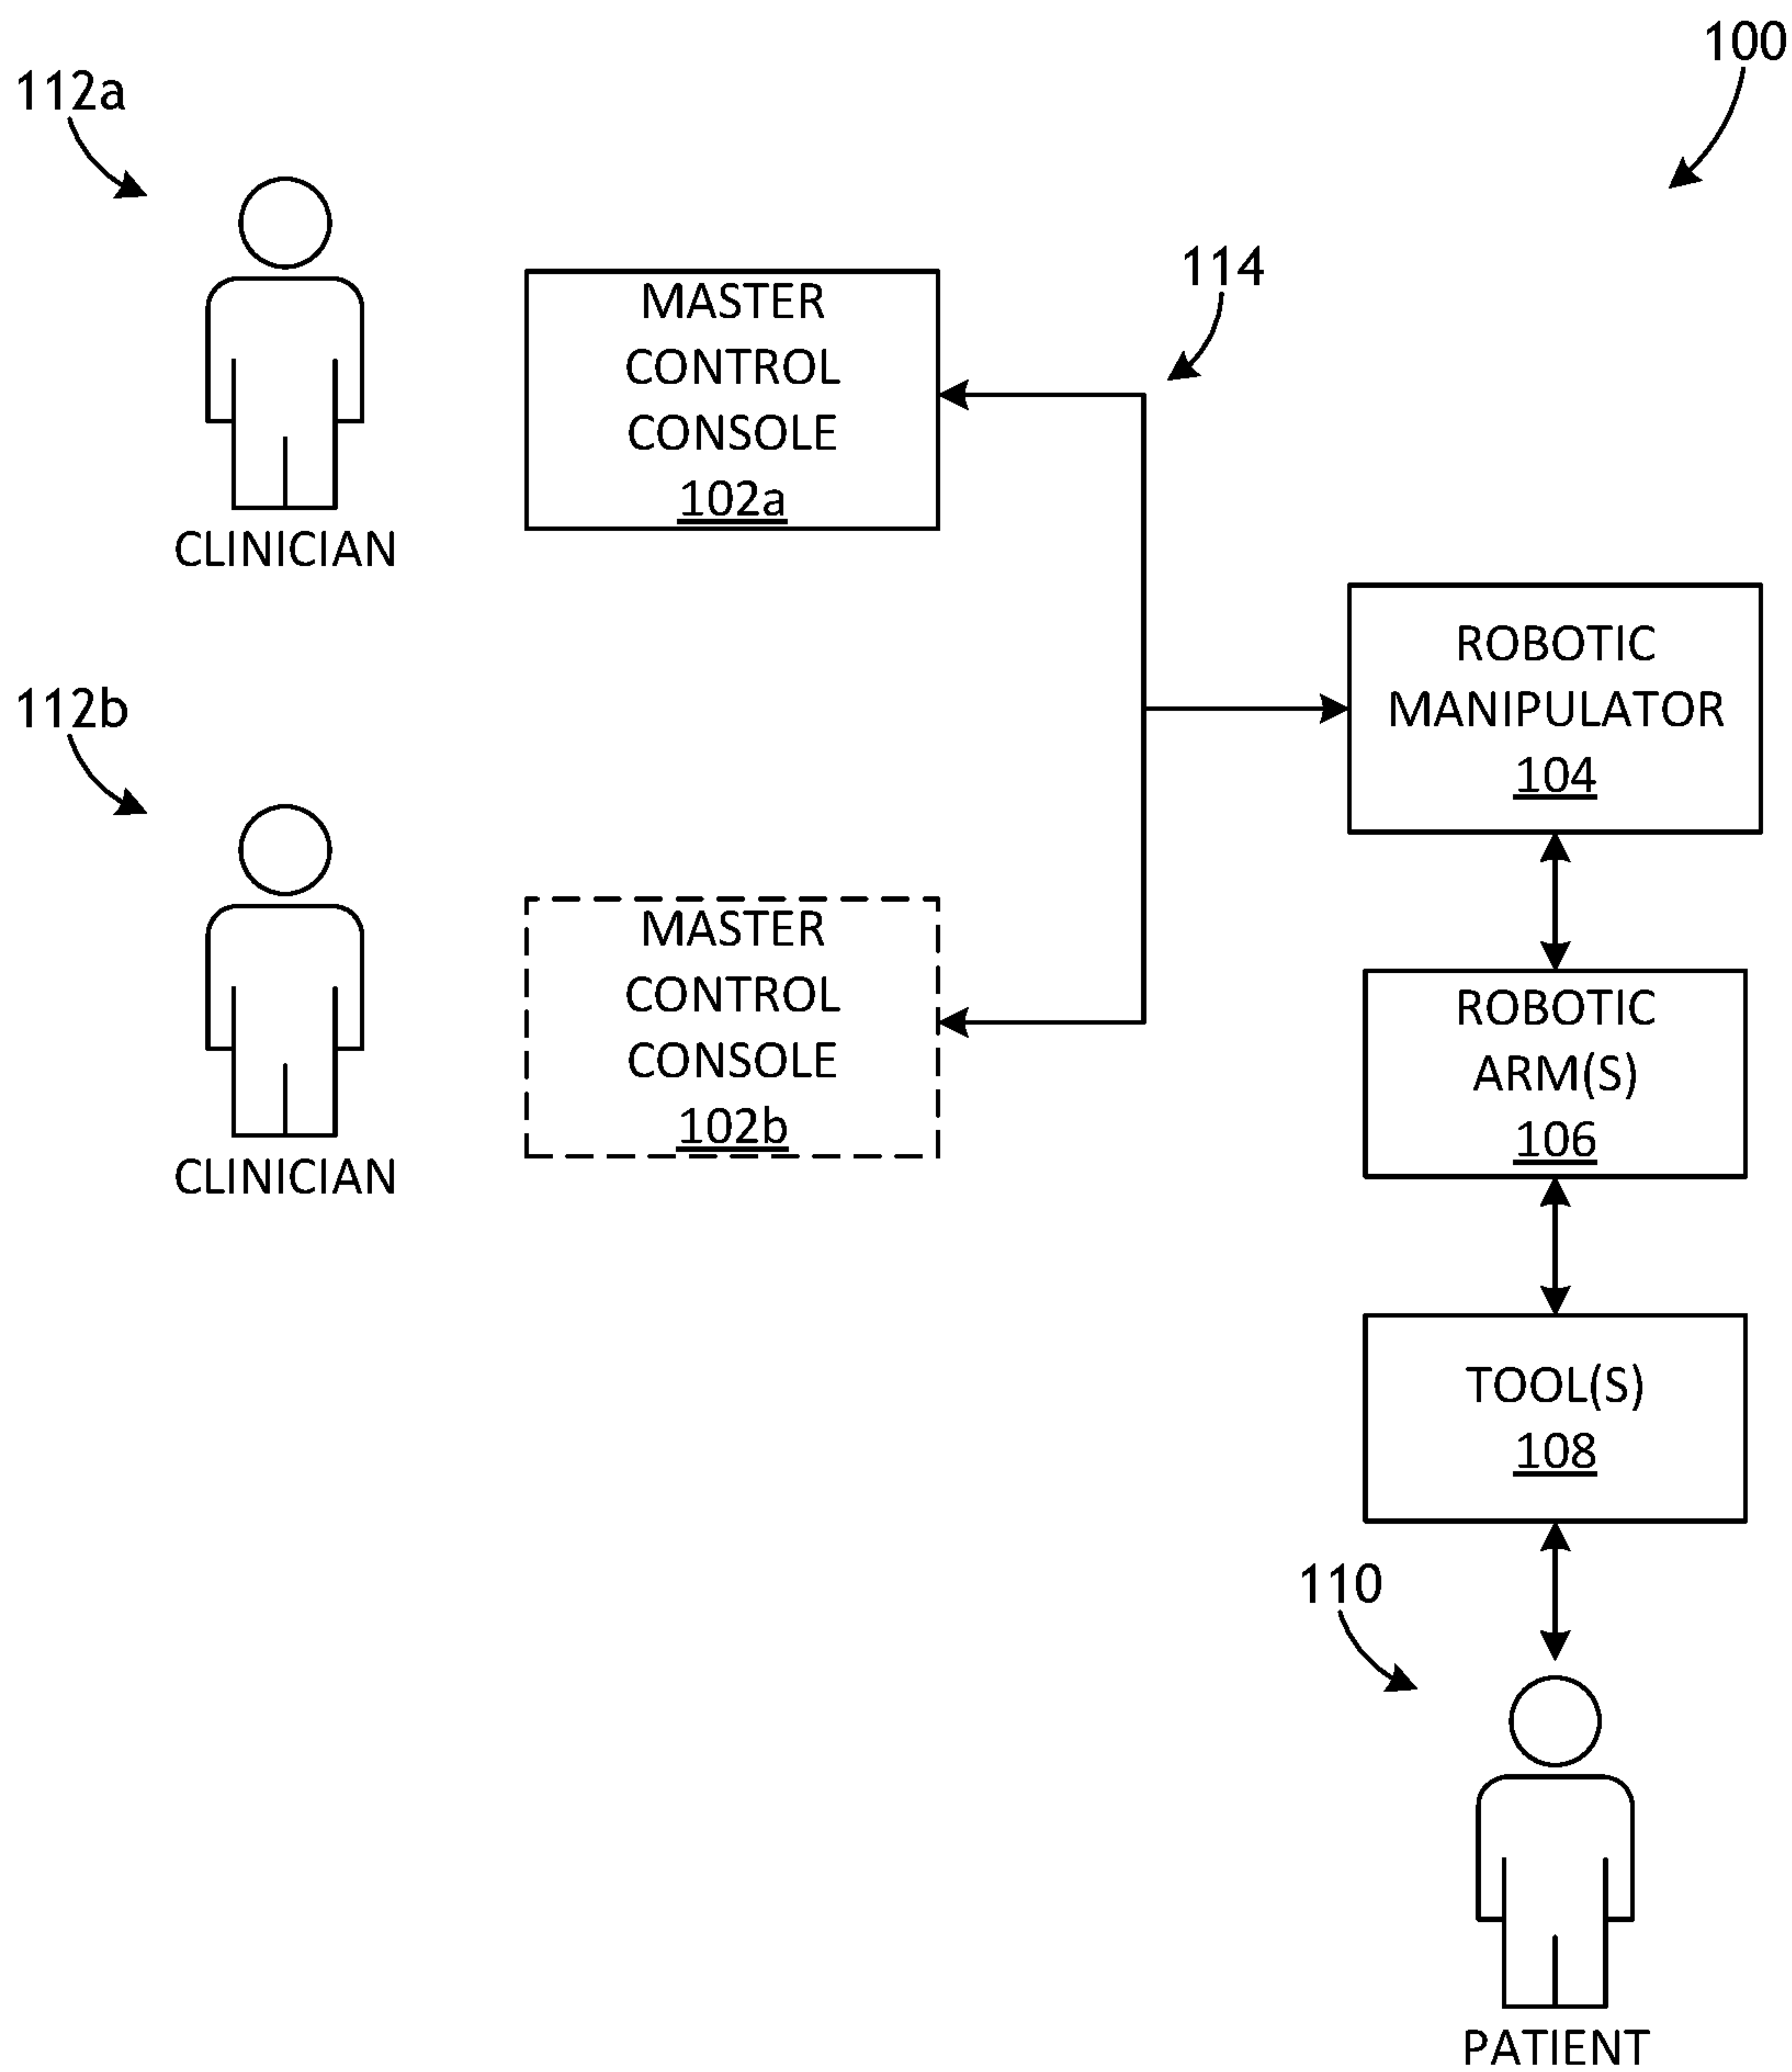 100
112a
114
MASTER
CONTROL
CONSOLE
102a
CLINICIAN
ROBOTIC
MANIPULATOR
104
112b
MASTER
CONTROL
CONSOLE
102b
CLINICIAN
ROBOTIC
ARM(S)
106
TOOL(S)
108
110
PATIENT